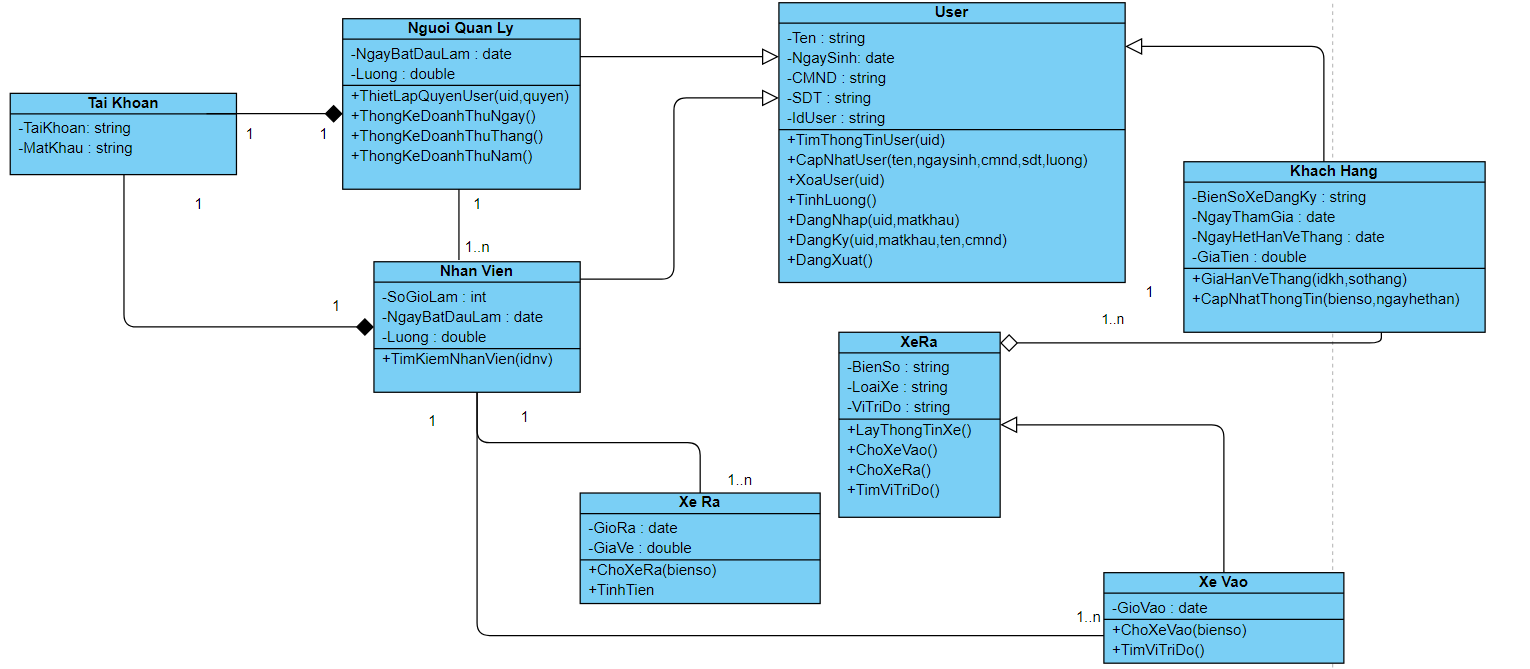 Tai Khoan
-TaiKhoan: string
-MatKhau : string
Nguoi Quan Ly
-NgayBatDauLam : date
-Luong : double
+ThietLapQuyenUser(uid,quyen)
+ThongKeDoanhThuNgay()
+ThongKeDoanhThuThang()
+ThongKeDoanhThuNam()
User
-Ten : string
-NgaySinh: date
-CMND : string
-SDT : string
-IdUser : string
+TimThongTinUser(uid)
+CapNhatUser(ten,ngaysinh,cmnd,sdt,luong)
+XoaUser(uid)
+TinhLuong()
+DangNhap(uid,matkhau)
+DangKy(uid,matkhau,ten,cmnd)
+DangXuat()
Khach Hang
-BienSoXeDangKy : string
-NgayThamGia : date
-NgayHetHanVeThang : date
-GiaTien : double
+GiaHanVeThang(idkh,sothang)
+CapNhatThongTin(bienso,ngayhethan)
1
1
1
1
1..n
1
Nhan Vien
-SoGioLam : int
-NgayBatDauLam : date
-Luong : double
+TimKiemNhanVien(idnv)
1
1..n
XeRa
-BienSo : string
-LoaiXe : string
-ViTriDo : string
+LayThongTinXe()
+ChoXeVao()
+ChoXeRa()
+TimViTriDo()
1
1
1..n
Xe Ra
-GioRa : date
-GiaVe : double
+ChoXeRa(bienso)
+TinhTien
1..n
Xe Vao
-GioVao : date
+ChoXeVao(bienso)
+TimViTriDo()